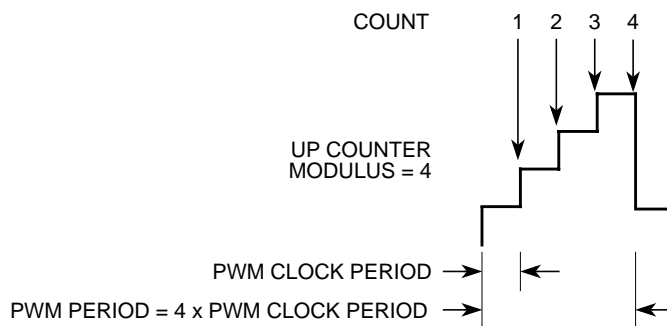 COUNT 1 2 3 4
UP COUNTER
MODULUS = 4
PWM CLOCK PERIOD
PWM PERIOD = 4 x PWM CLOCK PERIOD